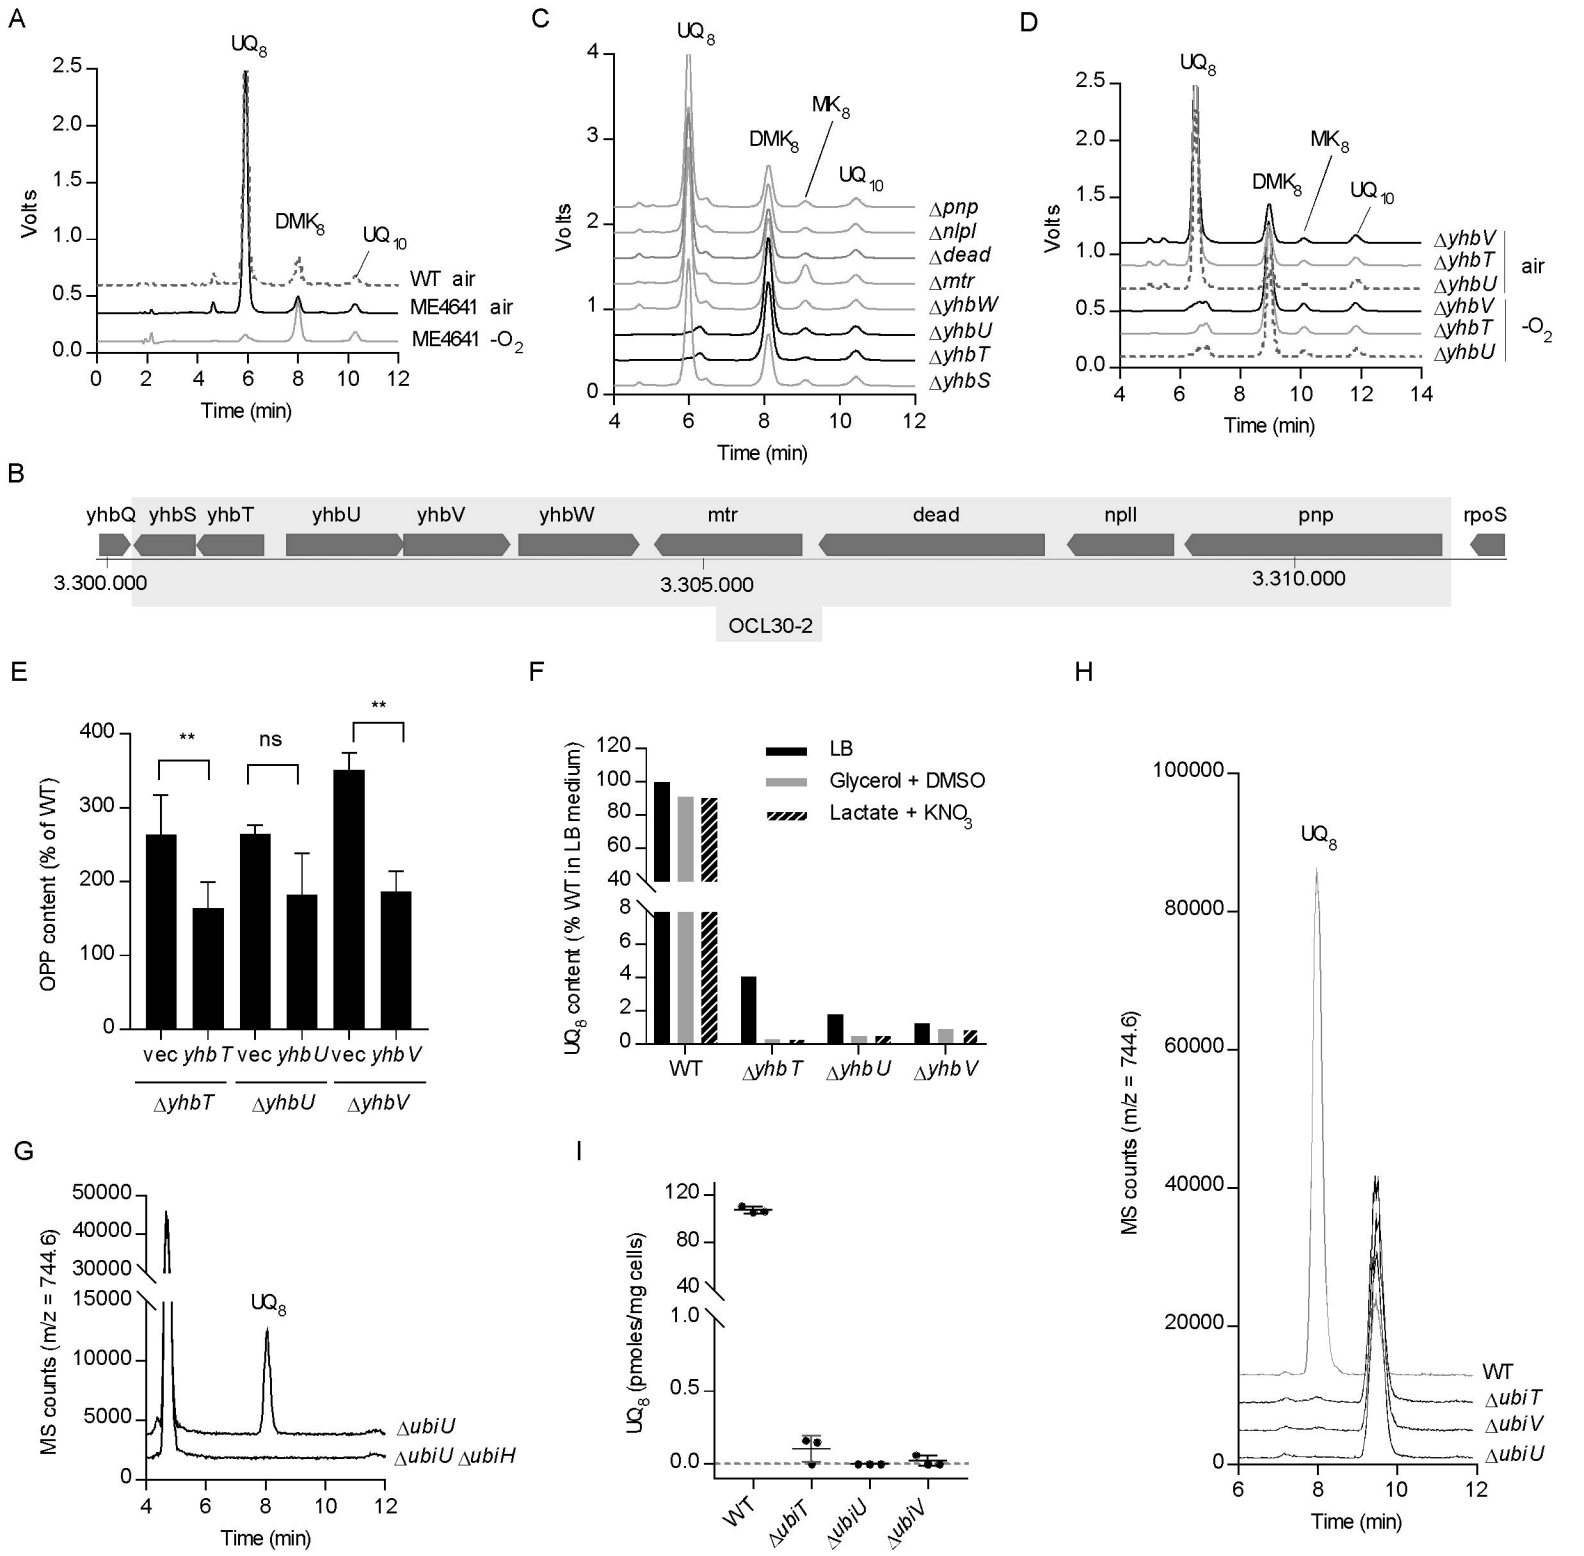 A
UQ8
2.5
2.0
1.5
1.0
0.5
0.0
Volts
DMK8
UQ10
WT air
ME4641 air
ME4641 -O2
0 2 4 6 8 10 12
Time (min)
C
UQ8
4
3
2
1
0
Volts
DMK8
MK8
UQ10
Δpnp
Δnlpl
Δdead
Δmtr
ΔyhbW
ΔyhbU
ΔyhbT
ΔyhbS
4 6 8 10 12
Time (min)
D
UQ8
2.5
2.0
1.5
1.0
0.5
0.0
Volts
DMK8
MK8
UQ10
ΔyhbV
ΔyhbT
ΔyhbU
air
ΔyhbV
ΔyhbT
ΔyhbU
-O2
4 6 8 10 12 14
Time (min)
B
yhbQ yhbS yhbT yhbU yhbV yhbW mtr dead nplI pnp rpoS
3.300.000 3.305.000 3.310.000
OCL30-2
E
400
300
200
100
0
OPP content (% of WT)
** ns **
vec yhbT vec yhbU vec yhbV
ΔyhbT ΔyhbU ΔyhbV
F
120
100
80
60
40
8
6
4
2
0
UQ8 content (% WT in LB medium)
LB
Glycerol + DMSO
Lactate + KNO3
WT ΔyhbT ΔyhbU ΔyhbV
H
100000
80000
60000
40000
20000
0
MS counts (m/z = 744.6)
UQ8
WT
ΔubiT
ΔubiV
ΔubiU
6 8 10 12
Time (min)
G
50000
40000
30000
15000
10000
5000
0
MS counts (m/z = 744.6)
UQ8
ΔubiU
ΔubiU ΔubiH
4 6 8 10 12
Time (min)
I
120
80
40
1.0
0.5
0.0
UQ8 (pmoles/mg cells)
WT ΔubiT ΔubiU ΔubiV